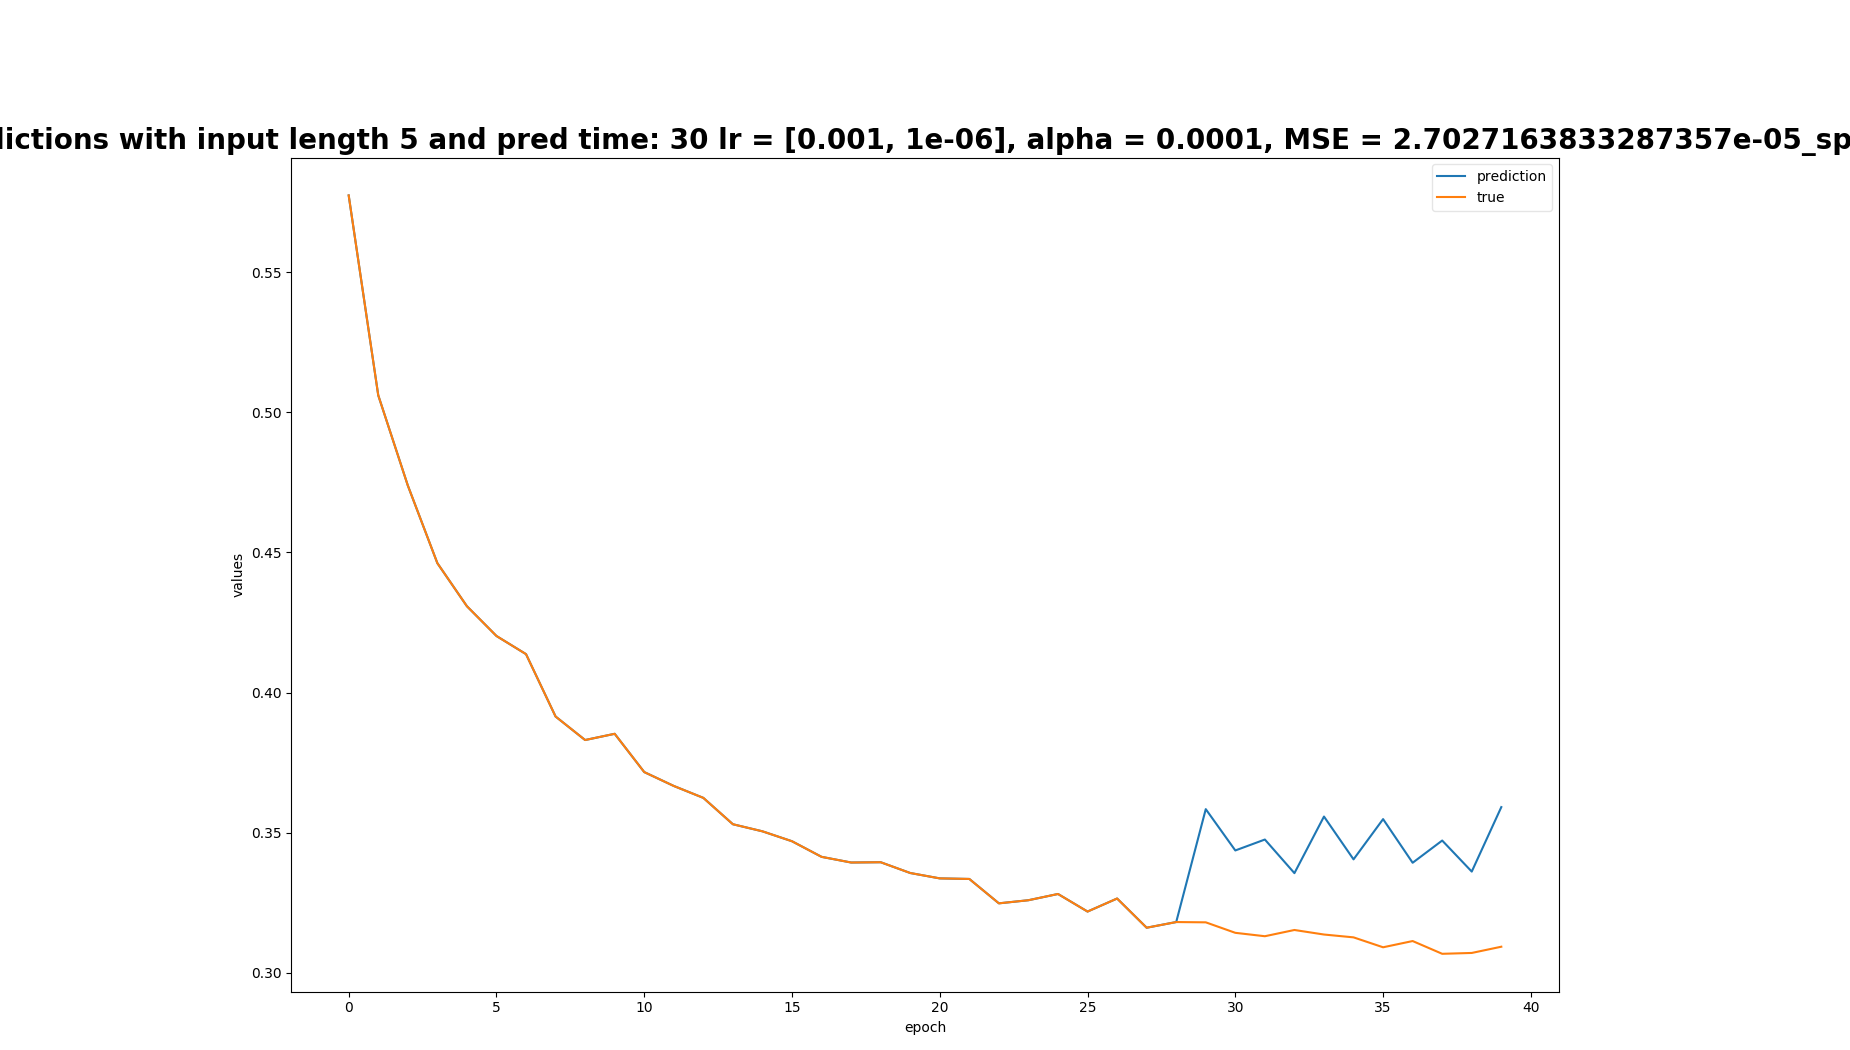 dictions with input length 5 and pred time: 30 lr = [0.001, 1e-06], alpha = 0.0001, MSE = 2.7027163833287357e-05_sp
prediction
true
0.55
0.50
0.45
0.40
0.35
0.30
values
0 5 10 15 20 25 30 35 40
epoch